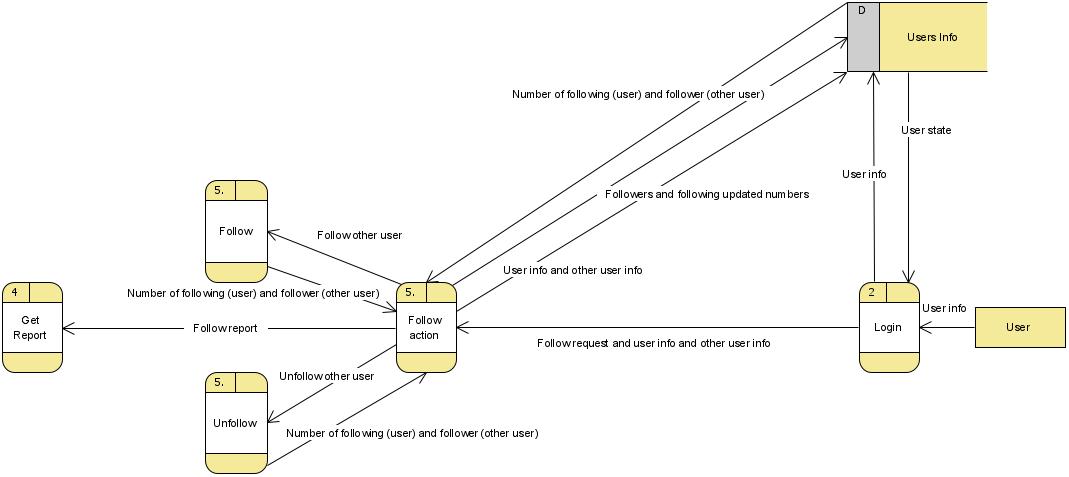 D
Users Info
Number of following (user) and follower (other user)
User state
User info
Followers and following updated numbers
5.
Follow
Follow other user
User info and other user info
Number of following (user) and follower (other user)
4
Get
Report
5.
Follow
action
2
Login
User info
User
Follow report
Follow request and user info and other user info
Unfollow other user
5.
Unfollow
Number of following (user) and follower (other user)